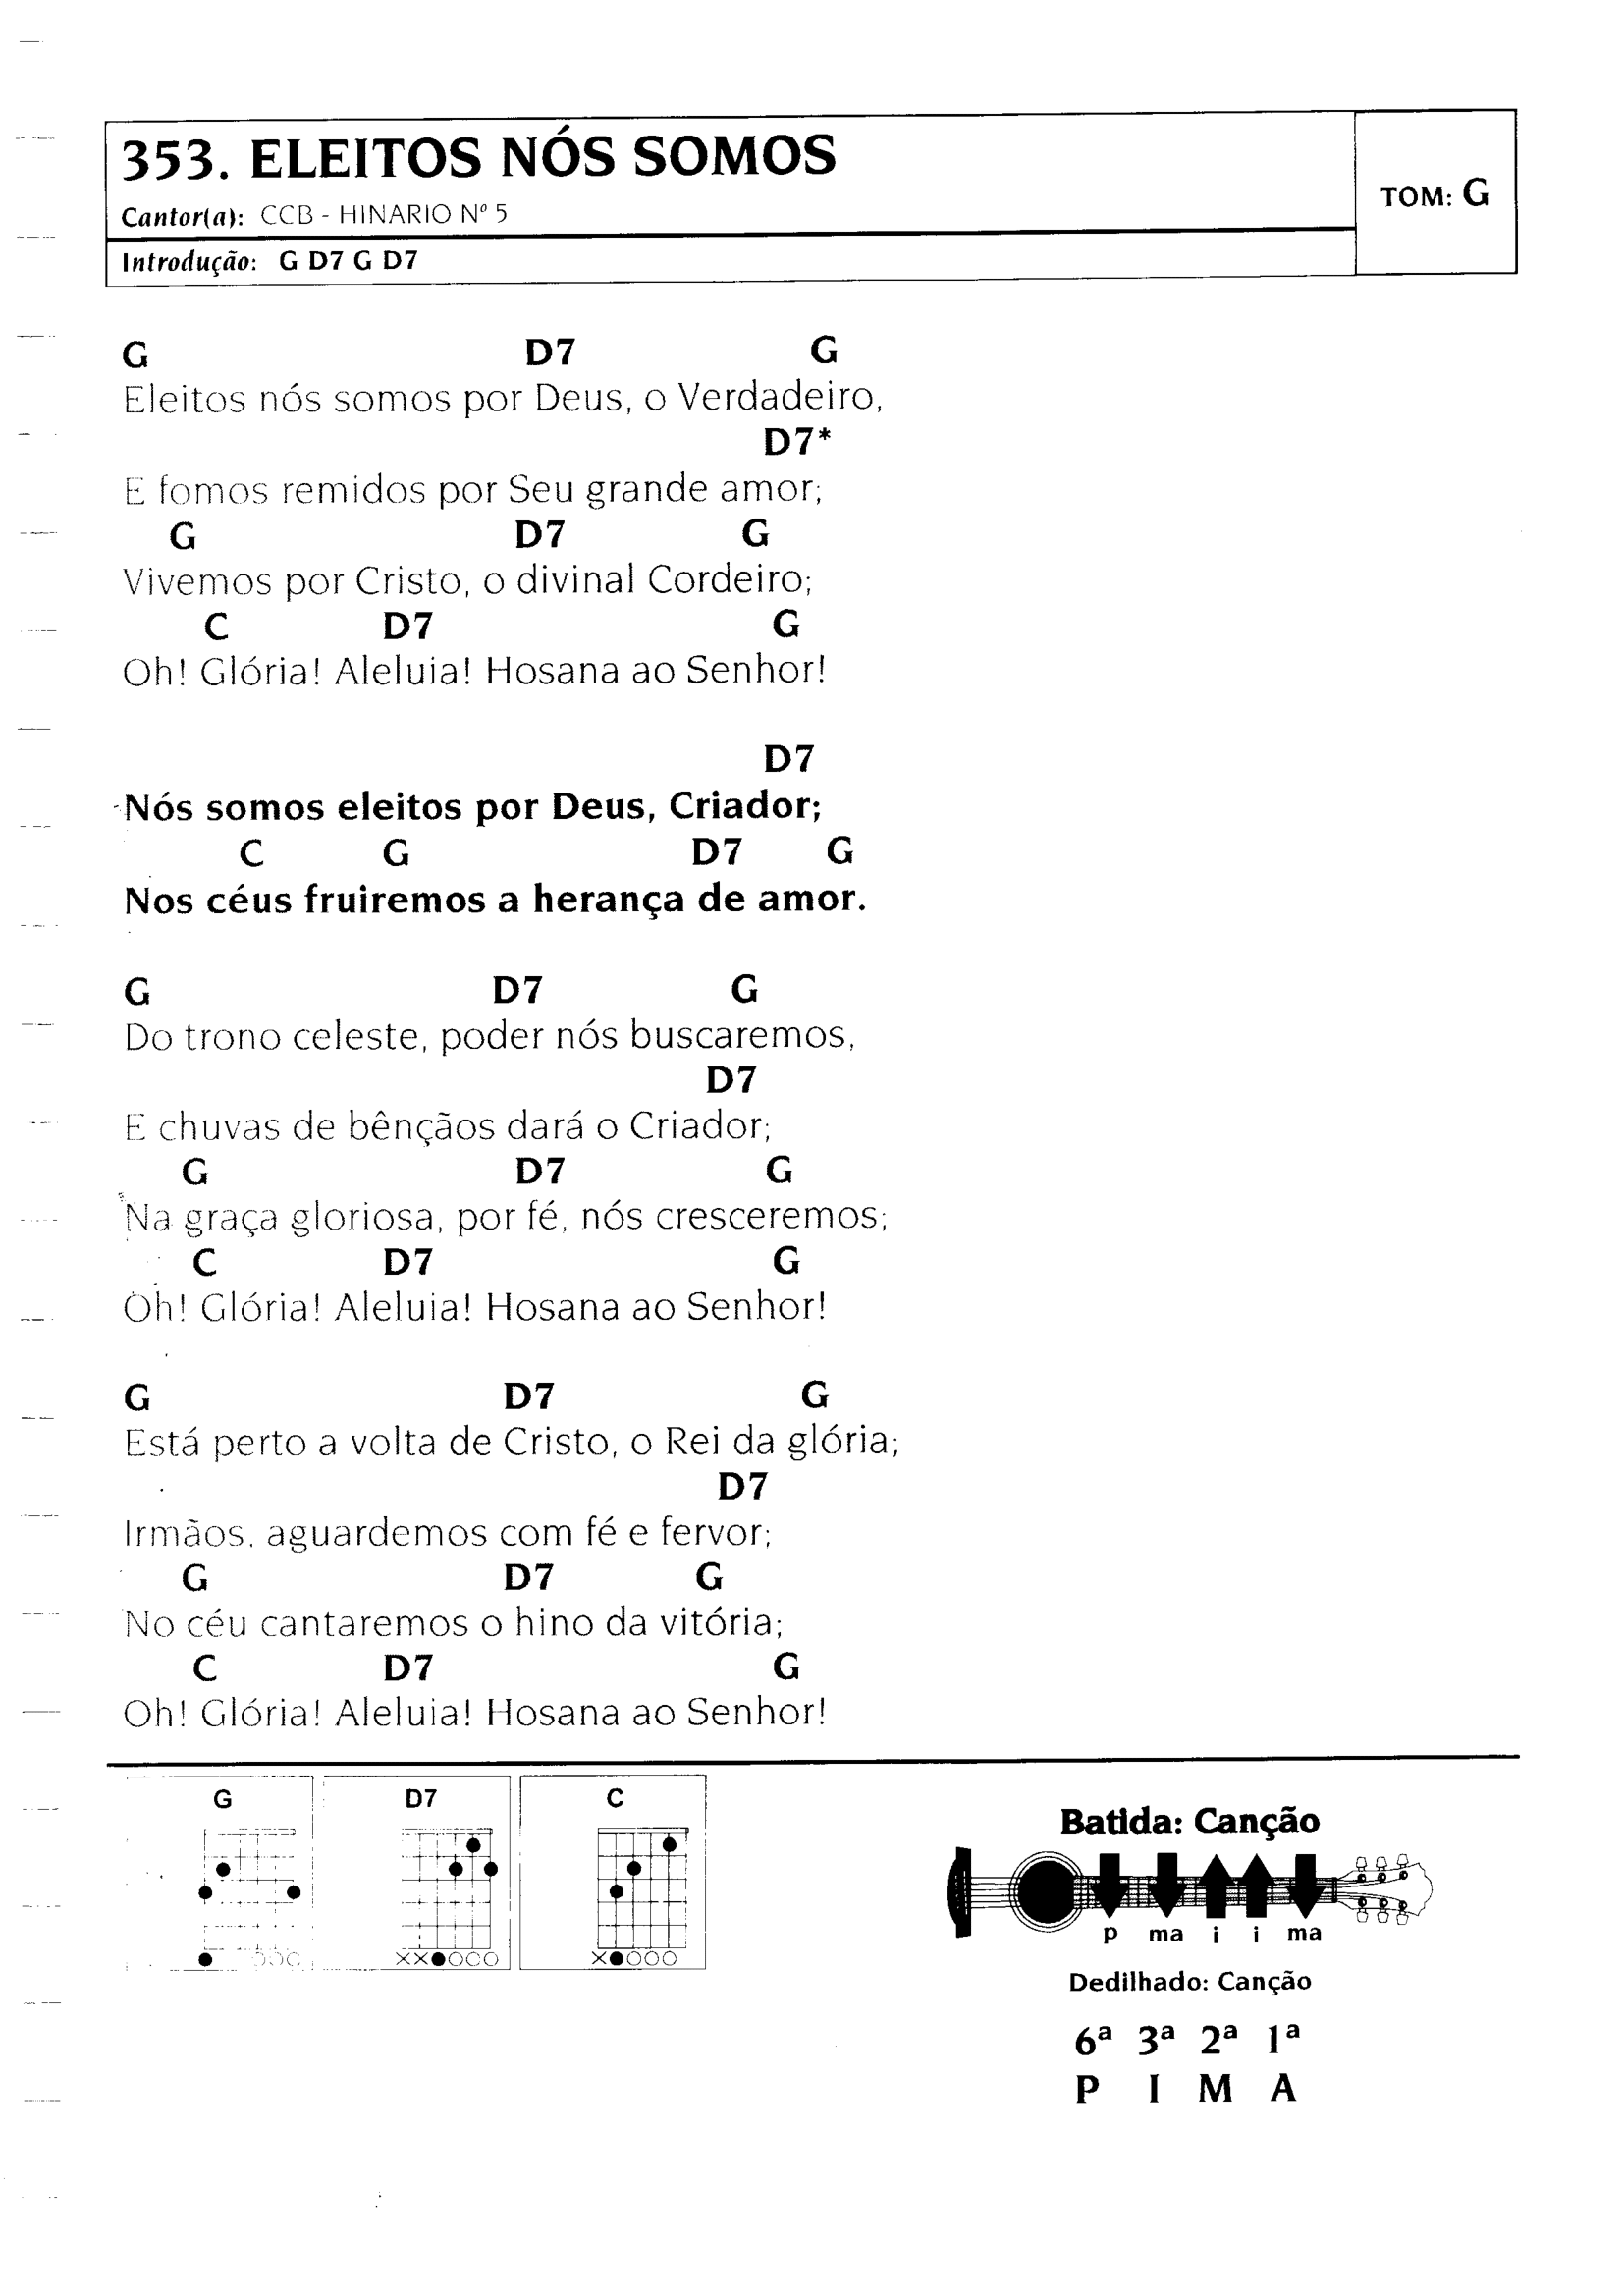 353. ELEITOS NÓS SOMOS
TOM: G
Cantor(a): CCB - HINARIO Nº 5
Introdução: G D7 G D7
G D7 G
Eleitos nós somos por Deus, o Verdadeiro,
D7*
E fomos remidos por Seu grande amor;
G D7 G
Vivemos por Cristo, o divinal Cordeiro;
C D7 G
Oh! Glória! Aleluia! Hosana ao Senhor!
D7
Nós somos eleitos por Deus, Criador;
C G D7 G
Nos céus fruiremos a herança de amor.
G D7 G
Do trono celeste, poder nós buscaremos,
D7
E chuvas de bênçãos dará o Criador;
G D7 G
Na graça gloriosa, por fé, nós cresceremos;
C D7 G
Oh! Glória! Aleluia! Hosana ao Senhor!
G D7 G
Está perto a volta de Cristo, o Rei da glória;
D7
Irmãos, aguardemos com fé e fervor;
G D7 G
No céu cantaremos o hino da vitória;
C D7 G
Oh! Glória! Aleluia! Hosana ao Senhor!
G D7 C
Batida: Canção
p ma i i ma
Dedilhado: Canção
6ª 3ª 2ª 1ª
P I M A